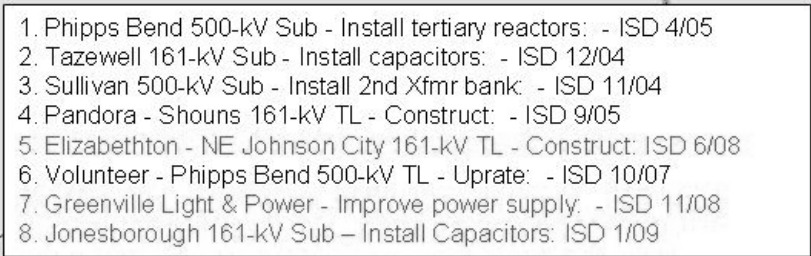 1. Phipps Bend 500-kV Sub - Install tertiary reactors:  - ISD 4/05
2. Tazewell 161-kV Sub - Install capacitors:  - ISD 12/04
3. Sullivan 500-kV Sub - Install 2nd Xfmr bank:  - ISD 11/04
4. Pandora - Shouns 161-kV TL - Construct:  - ISD 9/05
5. Elizabethton - NE Johnson City 161-kV TL - Construct: ISD 6/08
6. Volunteer - Phipps Bend 500-kV TL - Uprate:  - ISD 10/07
7. Greenville Light & Power - Improve power supply:  - ISD 11/08
8. Jonesborough 161-kV Sub – Install Capacitors: ISD 1/09